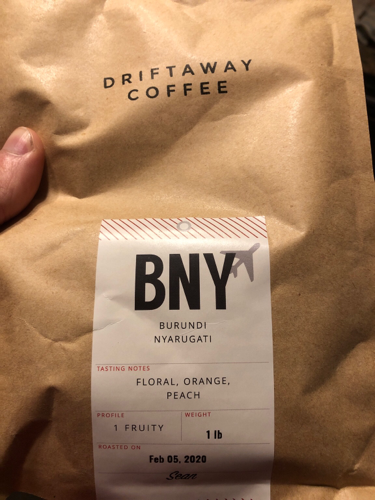 DRIFTAWAY
COFFEE
BNY
BURUNDI
NYARUGATI
TASTING NOTES
FLORAL, ORANGE,
PEACH
PROFILE
WEIGHT
1 FRUITY
1 lb
ROASTED ON
Feb 05, 2020
Sean